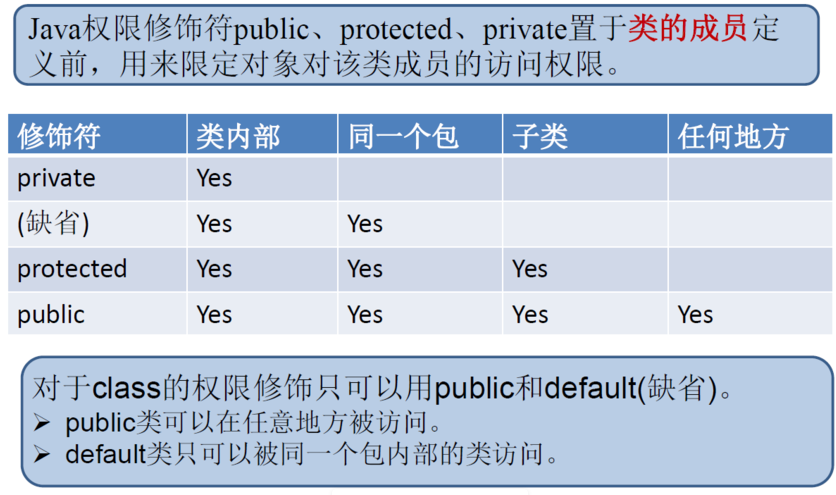 Java权限修饰符public、protected、private置于类的成员定
义前，用来限定对象对该类成员的访问权限。
修饰符 类内部 同一个包 子类 任何地方
private Yes
(缺省) Yes Yes
protected Yes Yes Yes
public Yes Yes Yes Yes
对于class的权限修饰只可以用public和default(缺省)。
➢ public类可以在任意地方被访问。
➢ default类只可以被同一个包内部的类访问。